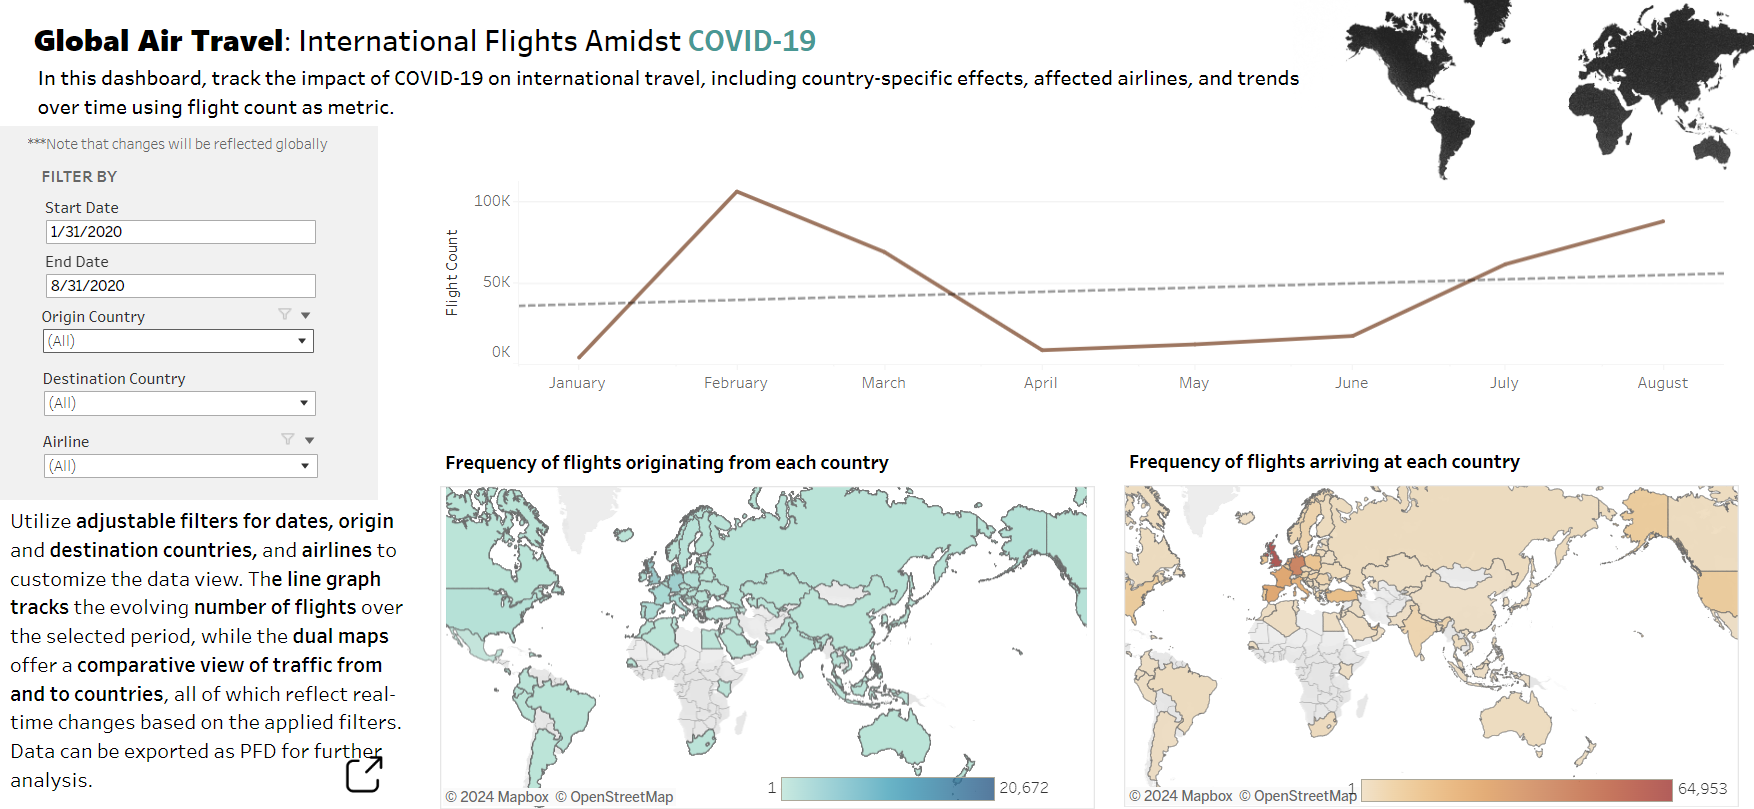 Global Air Travel: International Flights Amidst COVID-19
In this dashboard, track the impact of COVID-19 on international travel, including country-specific effects, affected airlines, and trends
over time using flight count as metric.
***Note that changes will be reflected globally
FILTER BY
Start Date
1/31/2020
End Date
8/31/2020
Origin Country
(All)
Destination Country
(All)
Airline
(All)
Utilize adjustable filters for dates, origin
and destination countries, and airlines to
customize the data view. The line graph
tracks the evolving number of flights over
the selected period, while the dual maps
offer a comparative view of traffic from
and to countries, all of which reflect real-
time changes based on the applied filters.
Data can be exported as PFD for further
analysis.
Flight Count
100K
50K
0K
January February March April May June July August
Frequency of flights originating from each country
1 20,672
© 2024 Mapbox © OpenStreetMap
Frequency of flights arriving at each country
1 64,953
© 2024 Mapbox © OpenStreetMap